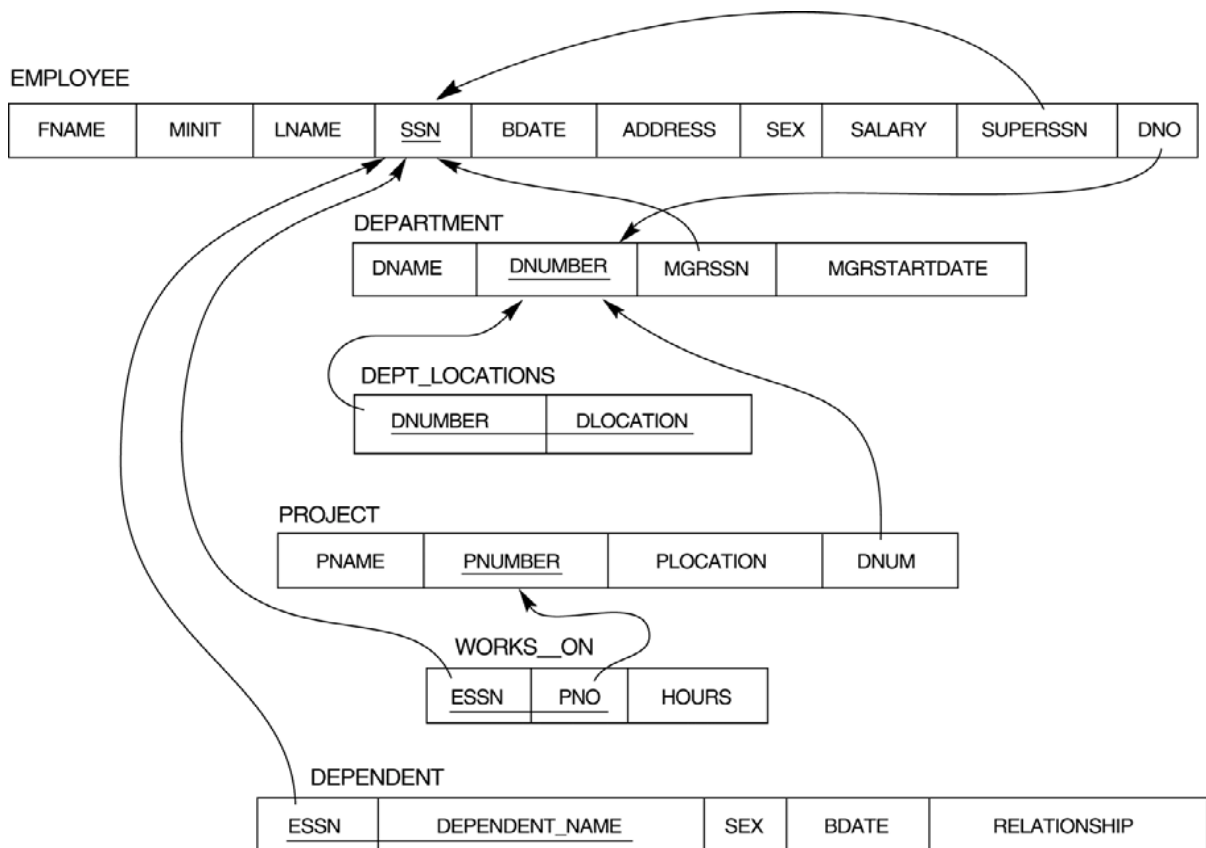 EMPLOYEE
FNAME MINIT LNAME SSN BDATE ADDRESS SEX SALARY SUPERSSN DNO
DEPARTMENT
DNAME DNUMBER MGRSSN MGRSTARTDATE
DEPT_LOCATIONS
DNUMBER DLOCATION
PROJECT
PNAME PNUMBER PLOCATION DNUM
WORKS__ON
ESSN PNO HOURS
DEPENDENT
ESSN DEPENDENT_NAME SEX BDATE RELATIONSHIP